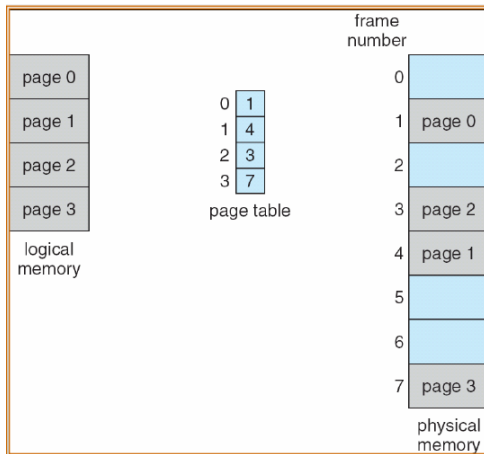 frame
number
page 0
page 1
page 2
page 3
logical
memory
0 1
1 4
2 3
3 7
page table
0
1 page 0
2
3 page 2
4 page 1
5
6
7 page 3
physical
memory